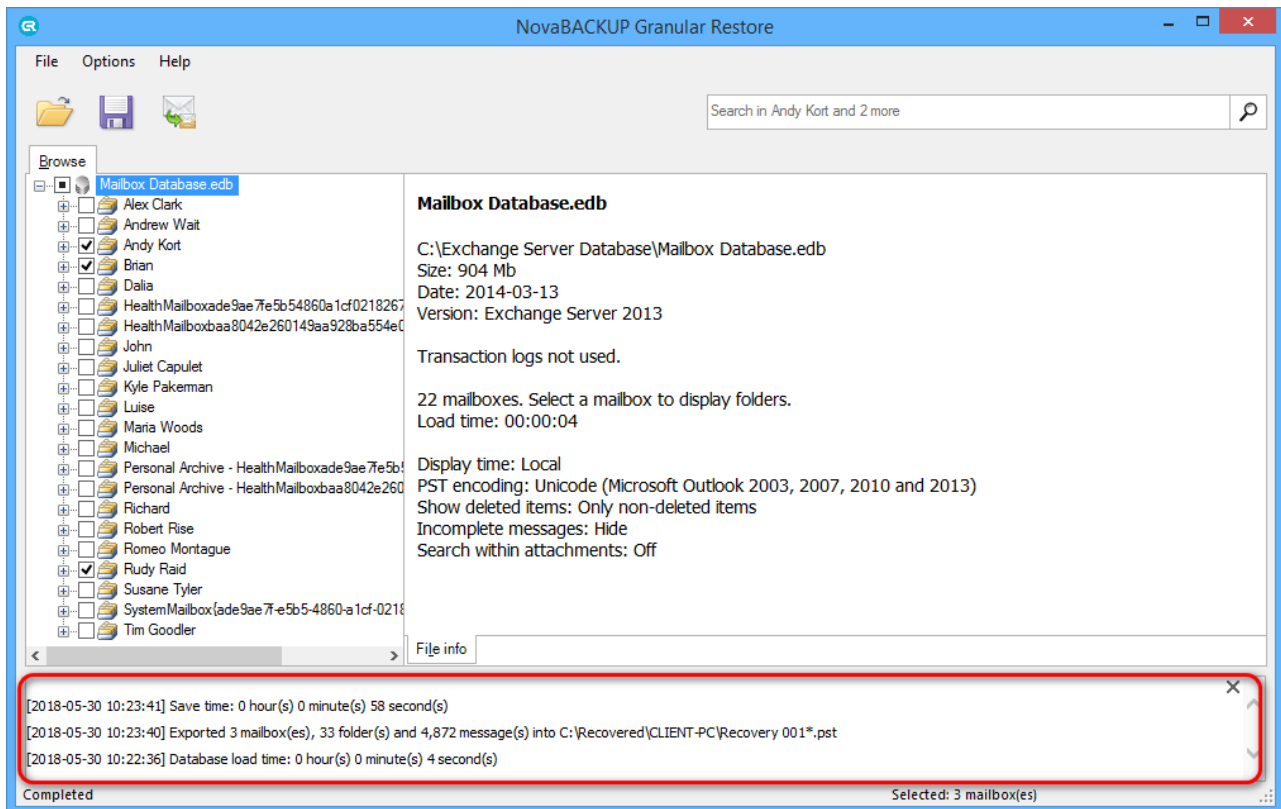 NovaBACKUP Granular Restore
File Options Help
Search in Andy Kort and 2 more
Browse
Mailbox Database.edb
Alex Clark
Andrew Wait
Andy Kort
Brian
Dalia
HealthMailboxade9ae7fe5b54860a1cf0218267
HealthMailboxbaa8042e260149aa928ba554e0
John
Juliet Capulet
Kyle Pakerman
Luise
Maria Woods
Michael
Personal Archive - HealthMailboxade9ae7fe5b5
Personal Archive - HealthMailboxbaa8042e260
Richard
Robert Rise
Romeo Montague
Rudy Raid
Susane Tyler
SystemMailbox{ade9ae7f-e5b5-4860-a1cf-0218
Tim Goodler
Mailbox Database.edb
C:\Exchange Server Database\Mailbox Database.edb
Size: 904 Mb
Date: 2014-03-13
Version: Exchange Server 2013
Transaction logs not used.
22 mailboxes. Select a mailbox to display folders.
Load time: 00:00:04
Display time: Local
PST encoding: Unicode (Microsoft Outlook 2003, 2007, 2010 and 2013)
Show deleted items: Only non-deleted items
Incomplete messages: Hide
Search within attachments: Off
File info
[2018-05-30 10:23:41] Save time: 0 hour(s) 0 minute(s) 58 second(s)
[2018-05-30 10:23:40] Exported 3 mailbox(es), 33 folder(s) and 4,872 message(s) into C:\Recovered\CLIENT-PC\Recovery 001*.pst
[2018-05-30 10:22:36] Database load time: 0 hour(s) 0 minute(s) 4 second(s)
Completed
Selected: 3 mailbox(es)